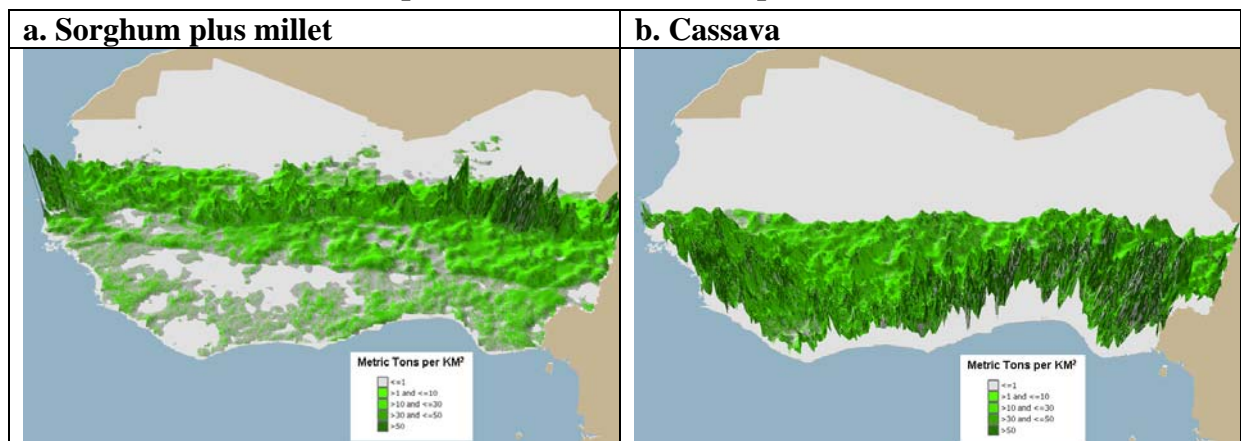 a. Sorghum plus millet
b. Cassava
Metric Tons per KM²
<=1
>1 and <=10
>10 and <=30
>30 and <=50
>50
Metric Tons per KM²
<=1
>1 and <=10
>10 and <=30
>30 and <=50
>50